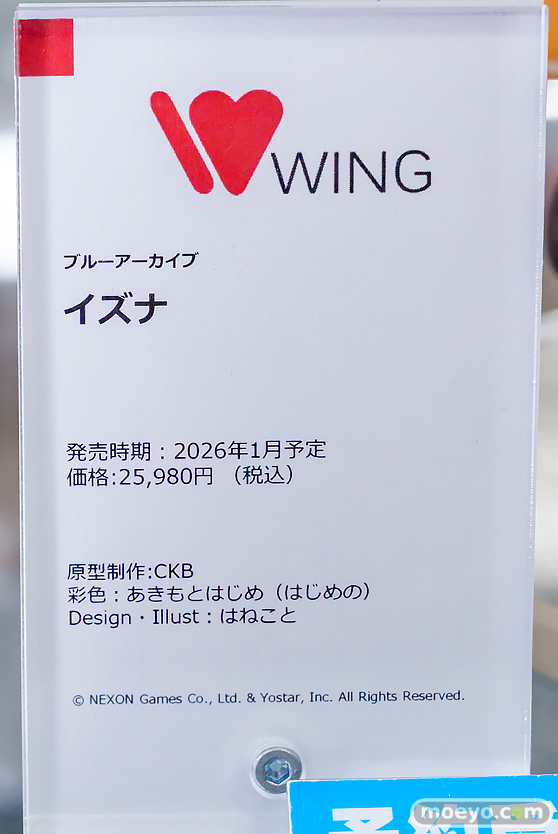 WING
ブルーアーカイブ
イズナ
発売時期：2026年1月予定
価格:25,980円 （税込）
原型制作:CKB
彩色：あきもとはじめ（はじめの）
Design・Illust：はねこと
© NEXON Games Co., Ltd. & Yostar, Inc. All Rights Reserved.
moeyo.com